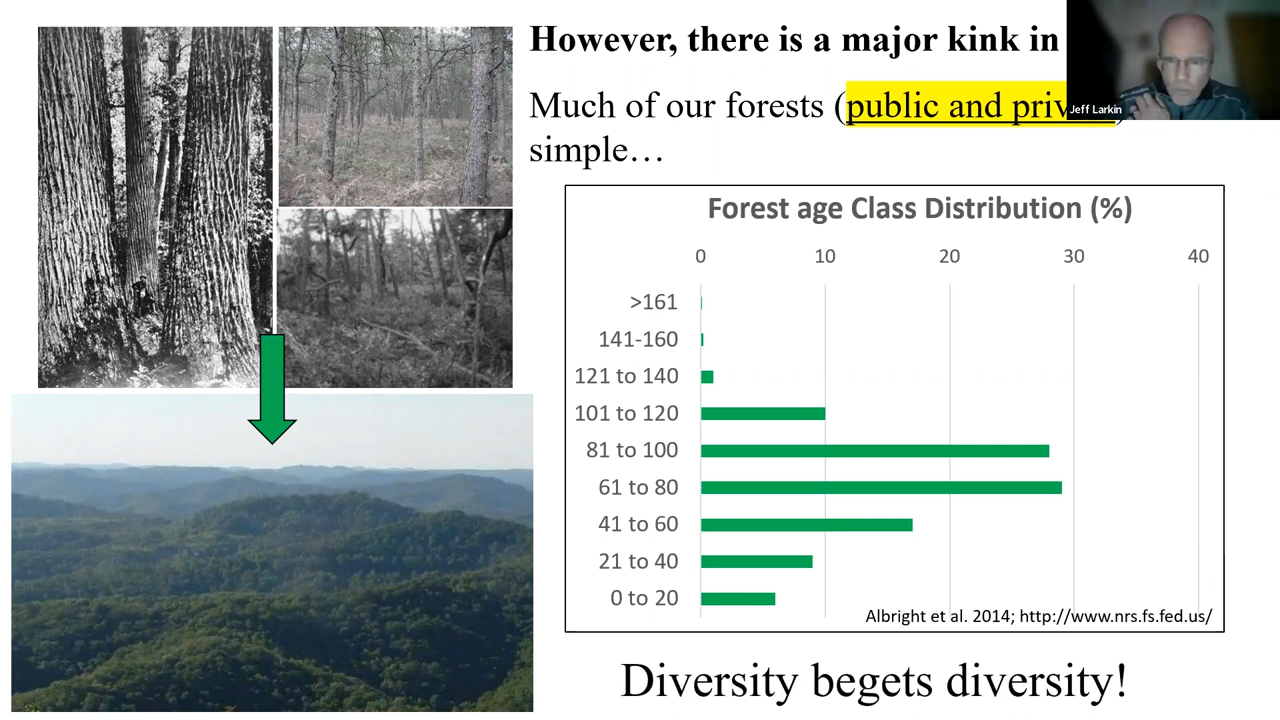 However, there is a major kink in
Jeff Larkin
Much of our forests (public and priv
simple…
Forest age Class Distribution (%)
0 10 20 30 40
>161
141-160
121 to 140
101 to 120
81 to 100
61 to 80
41 to 60
21 to 40
0 to 20
Albright et al. 2014; http://www.nrs.fs.fed.us/
Diversity begets diversity!